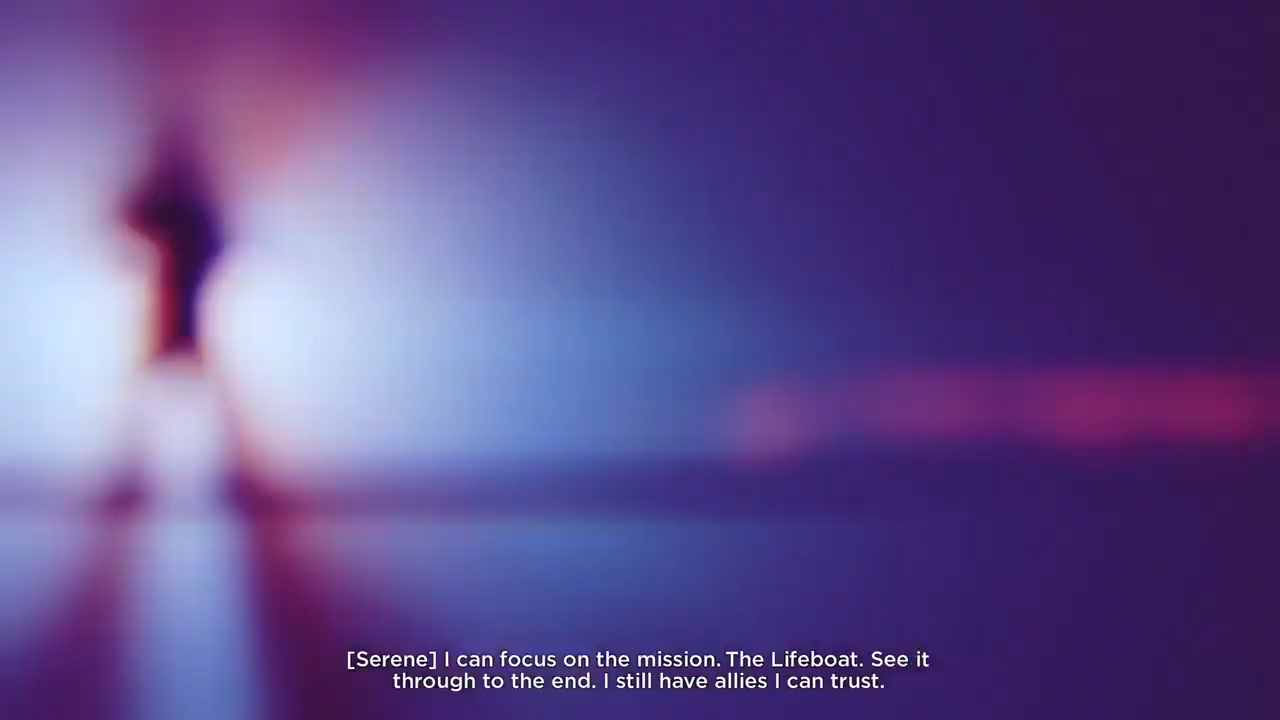 [Serene] I can focus on the mission. The Lifeboat. See it
through to the end. I still have allies I can trust.